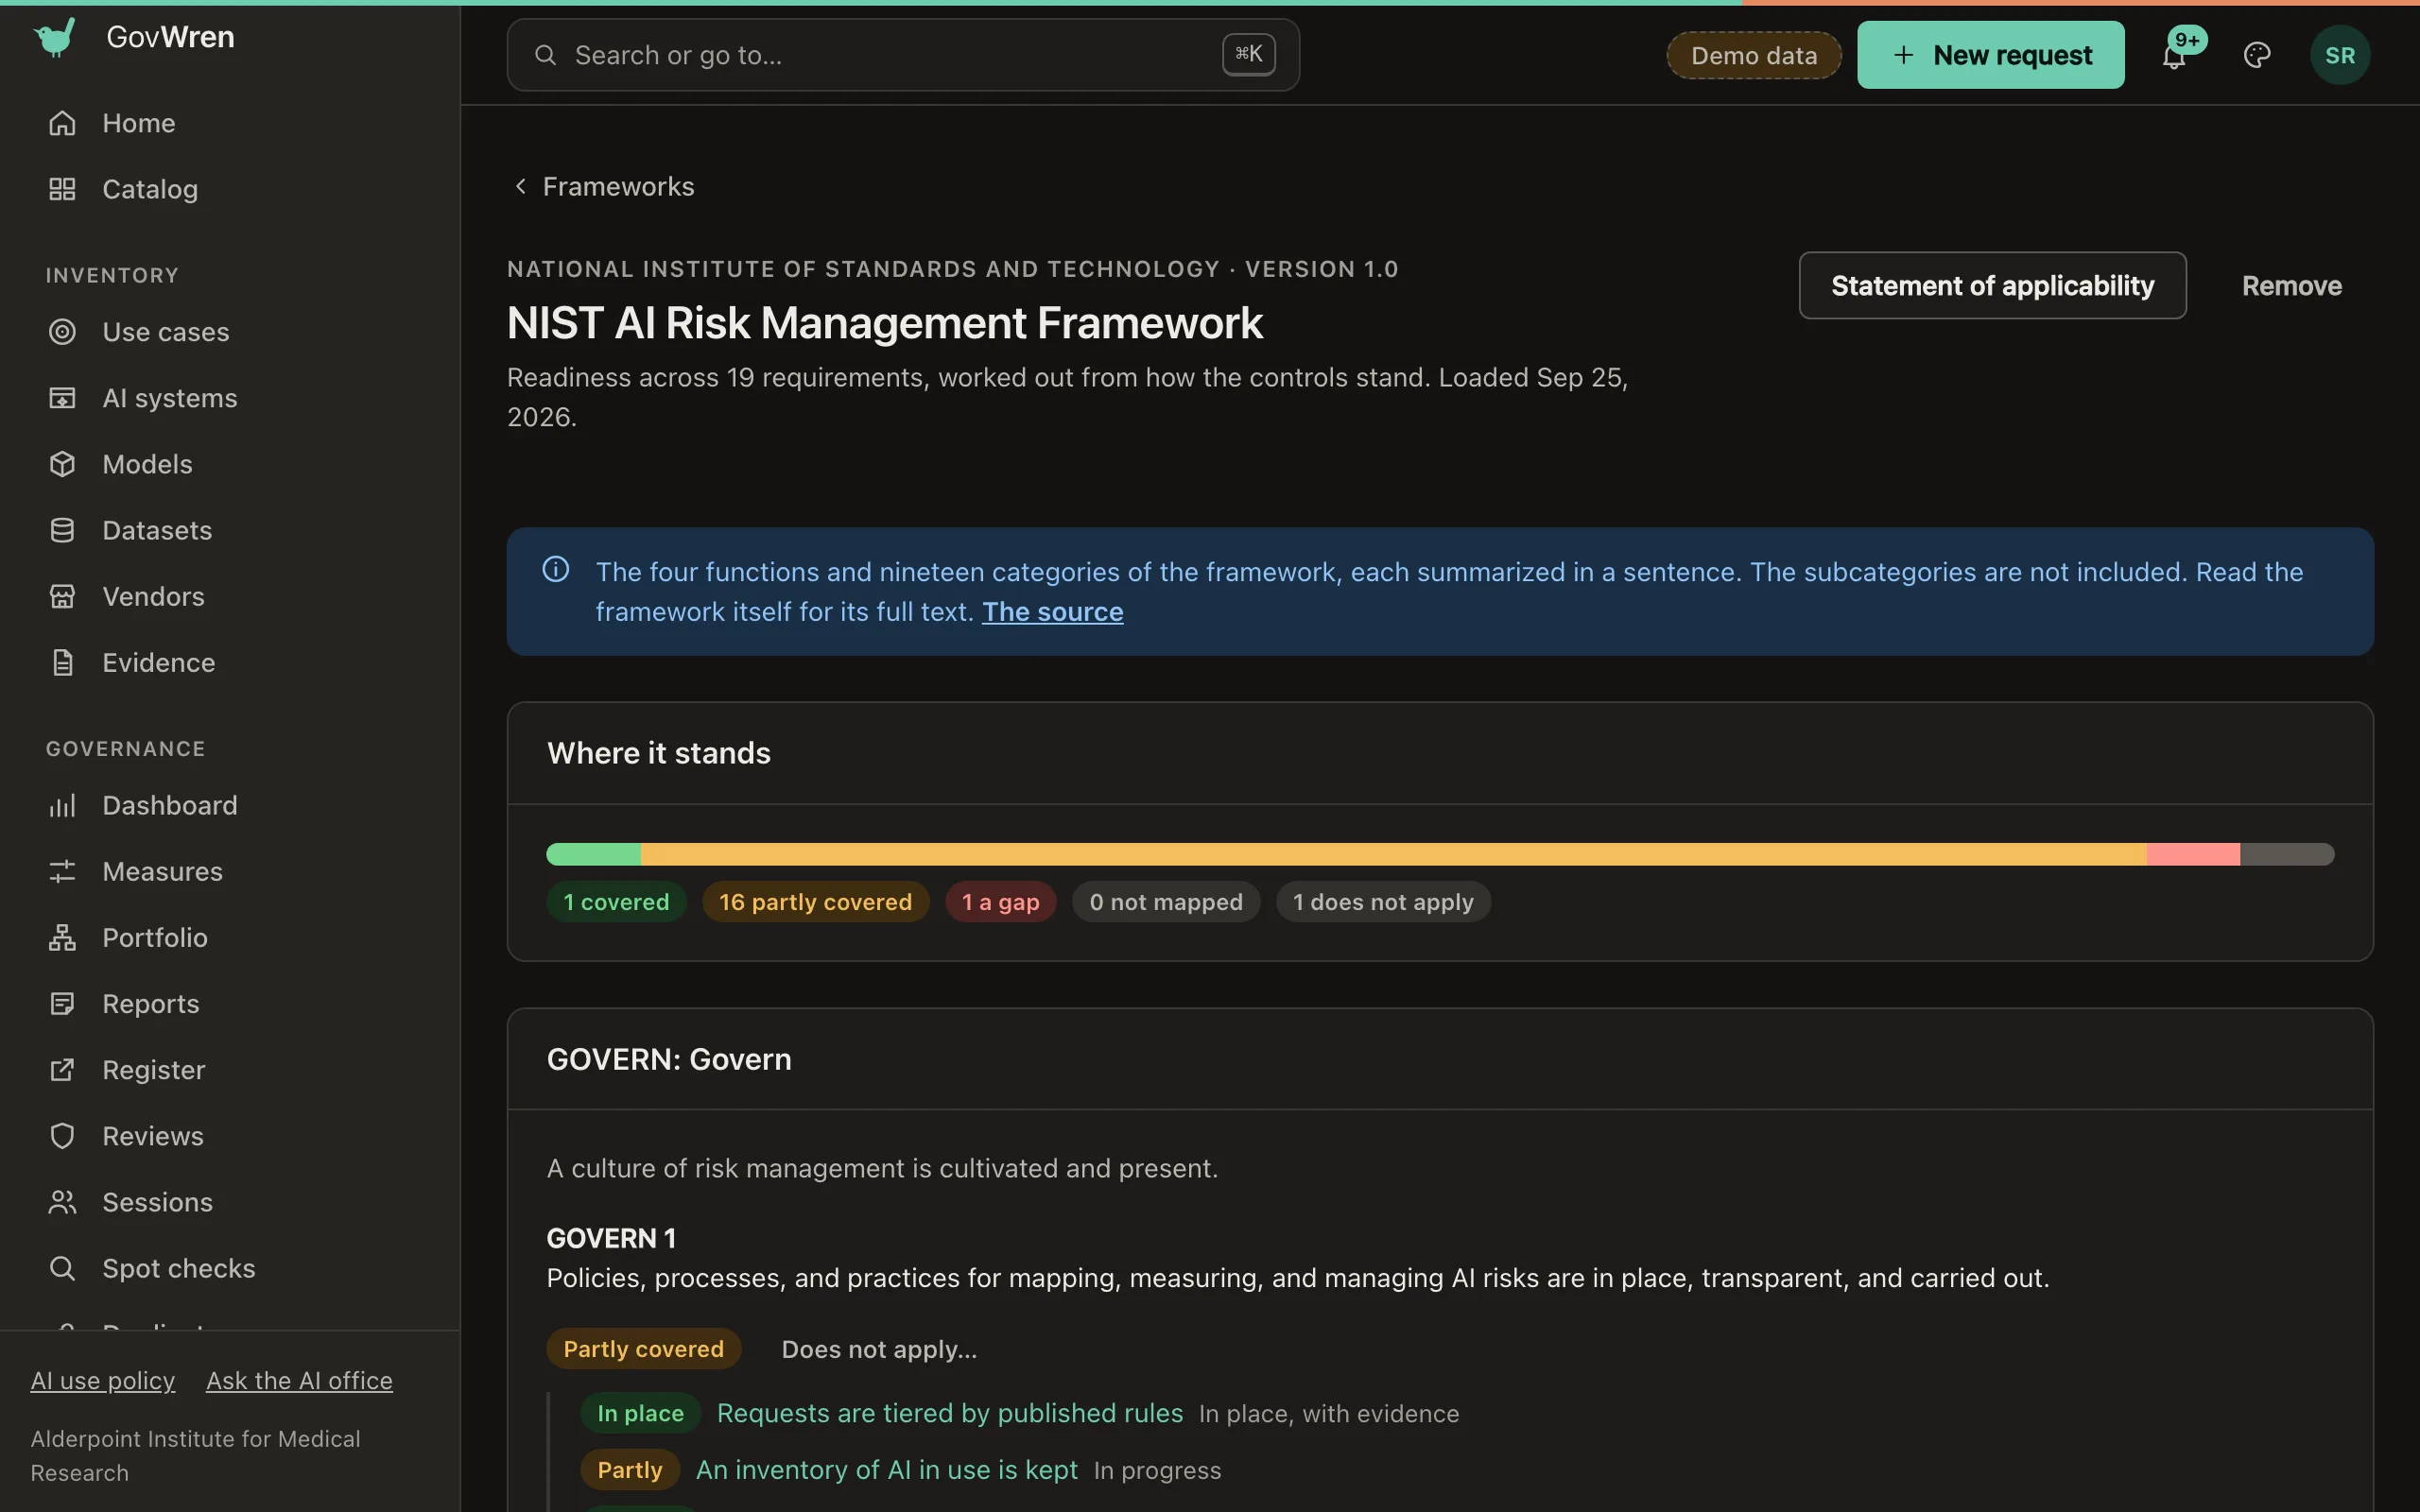 GovWren
Search or go to...
⌘K
Demo data
+ New request
9+
SR
Home
Catalog
INVENTORY
Use cases
AI systems
Models
Datasets
Vendors
Evidence
GOVERNANCE
Dashboard
Measures
Portfolio
Reports
Register
Reviews
Sessions
Spot checks
AI use policy
Ask the AI office
Alderpoint Institute for Medical
Research
Frameworks
NATIONAL INSTITUTE OF STANDARDS AND TECHNOLOGY · VERSION 1.0
NIST AI Risk Management Framework
Readiness across 19 requirements, worked out from how the controls stand. Loaded Sep 25,
2026.
Statement of applicability
Remove
The four functions and nineteen categories of the framework, each summarized in a sentence. The subcategories are not included. Read the
framework itself for its full text. The source
Where it stands
1 covered
16 partly covered
1 a gap
0 not mapped
1 does not apply
GOVERN: Govern
A culture of risk management is cultivated and present.
GOVERN 1
Policies, processes, and practices for mapping, measuring, and managing AI risks are in place, transparent, and carried out.
Partly covered
Does not apply...
In place Requests are tiered by published rules In place, with evidence
Partly An inventory of AI in use is kept In progress